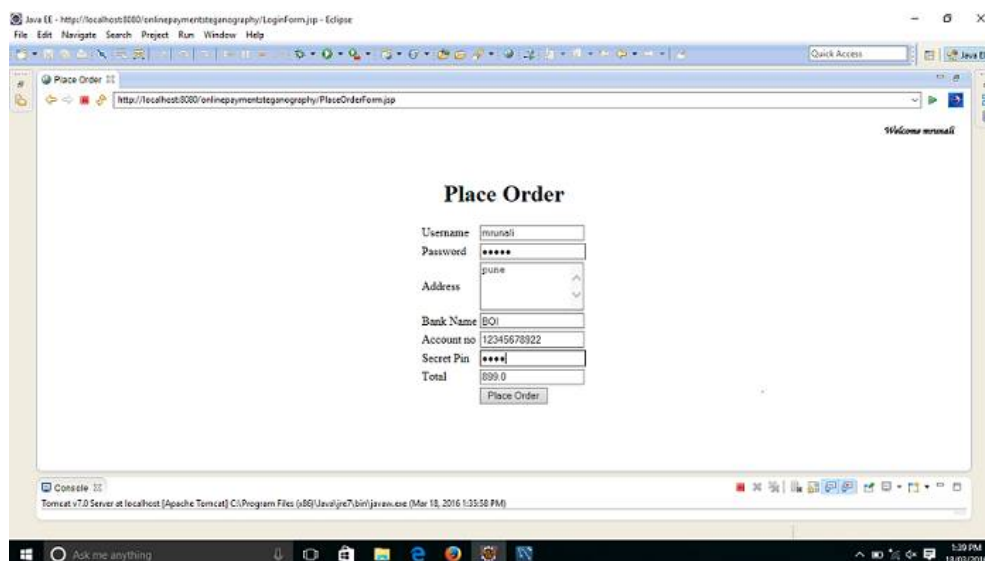 Java EE - http://localhost:8080/onlinepaymentsteganography/LoginForm.jsp - Eclipse
File Edit Navigate Search Project Run Window Help
Quick Access
Java E
Place Order
http://localhost:8080/onlinepaymentsteganography/PlaceOrderForm.jsp
Welcome mrunali
Place Order
Username mrunali
Password •••••
Address pune
Bank Name BOI
Account no 12345678922
Secret Pin ••••
Total 899.0
Place Order
Console
Tomcat v7.0 Server at localhost [Apache Tomcat] C:\Program Files (x86)\Java\jre7\bin\javaw.exe (Mar 18, 2016 1:35:58 PM)
Ask me anything
1:39 PM
18/03/2016